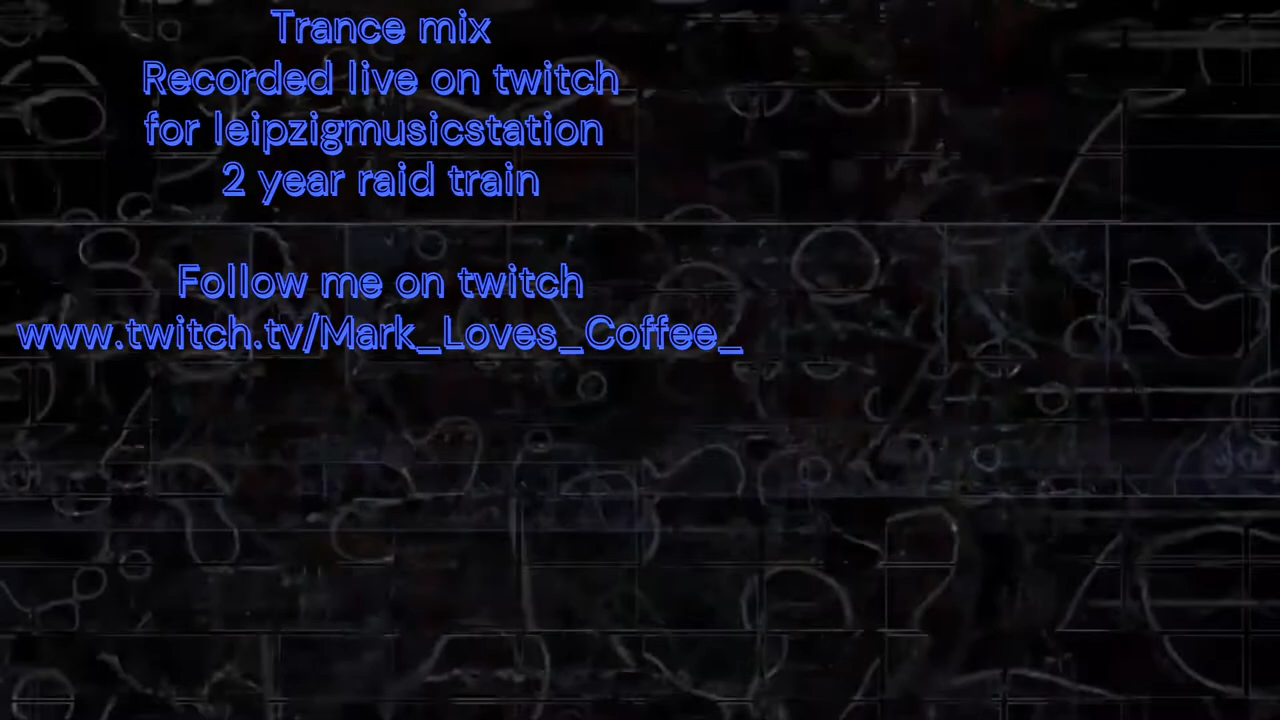 Trance mix
Recorded live on twitch
for leipzigmusicstation
2 year raid train
Follow me on twitch
www.twitch.tv/Mark_Loves_Coffee_